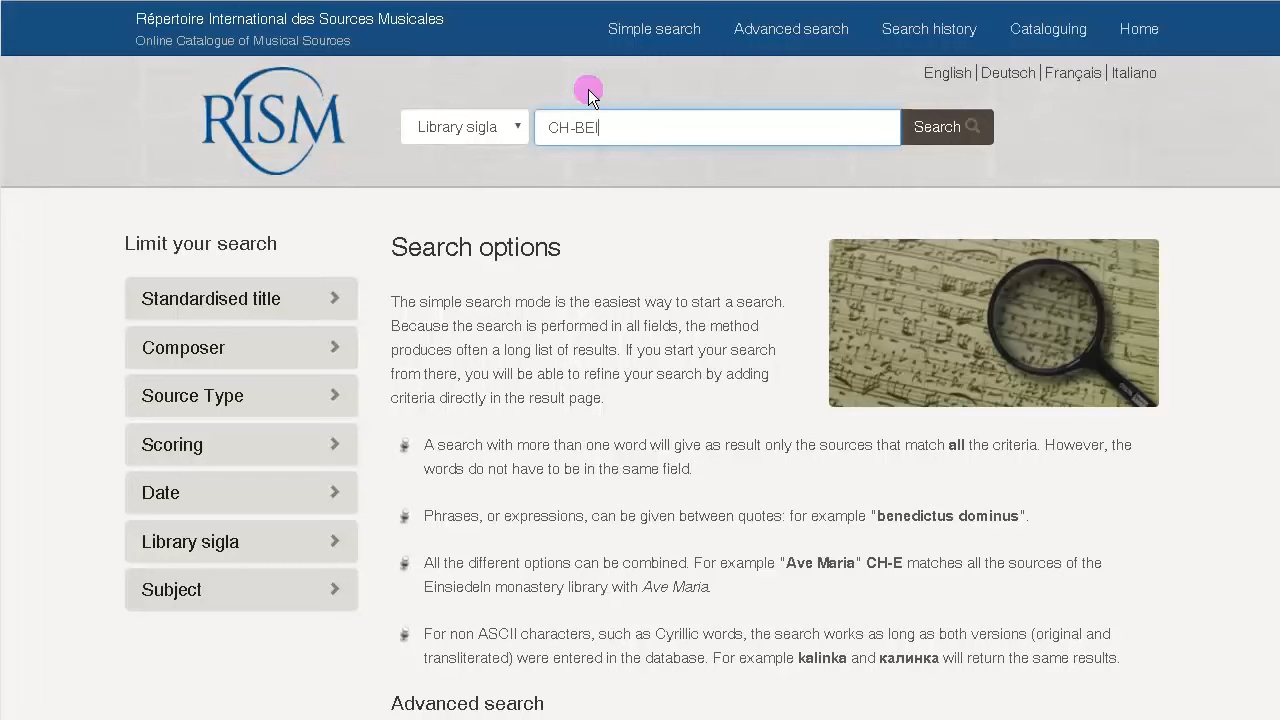 Répertoire International des Sources Musicales
Online Catalogue of Musical Sources
Simple search
Advanced search
Search history
Cataloguing
Home
English | Deutsch | Français | Italiano
RISM
Library sigla
CH-BEl
Search
Limit your search
Standardised title
Composer
Source Type
Scoring
Date
Library sigla
Subject
Search options
The simple search mode is the easiest way to start a search.
Because the search is performed in all fields, the method
produces often a long list of results. If you start your search
from there, you will be able to refine your search by adding
criteria directly in the result page.
A search with more than one word will give as result only the sources that match all the criteria. However, the
words do not have to be in the same field.
Phrases, or expressions, can be given between quotes: for example "benedictus dominus".
All the different options can be combined. For example "Ave Maria" CH-E matches all the sources of the
Einsiedeln monastery library with Ave Maria.
For non ASCII characters, such as Cyrillic words, the search works as long as both versions (original and
transliterated) were entered in the database. For example kalinka and калинка will return the same results.
Advanced search